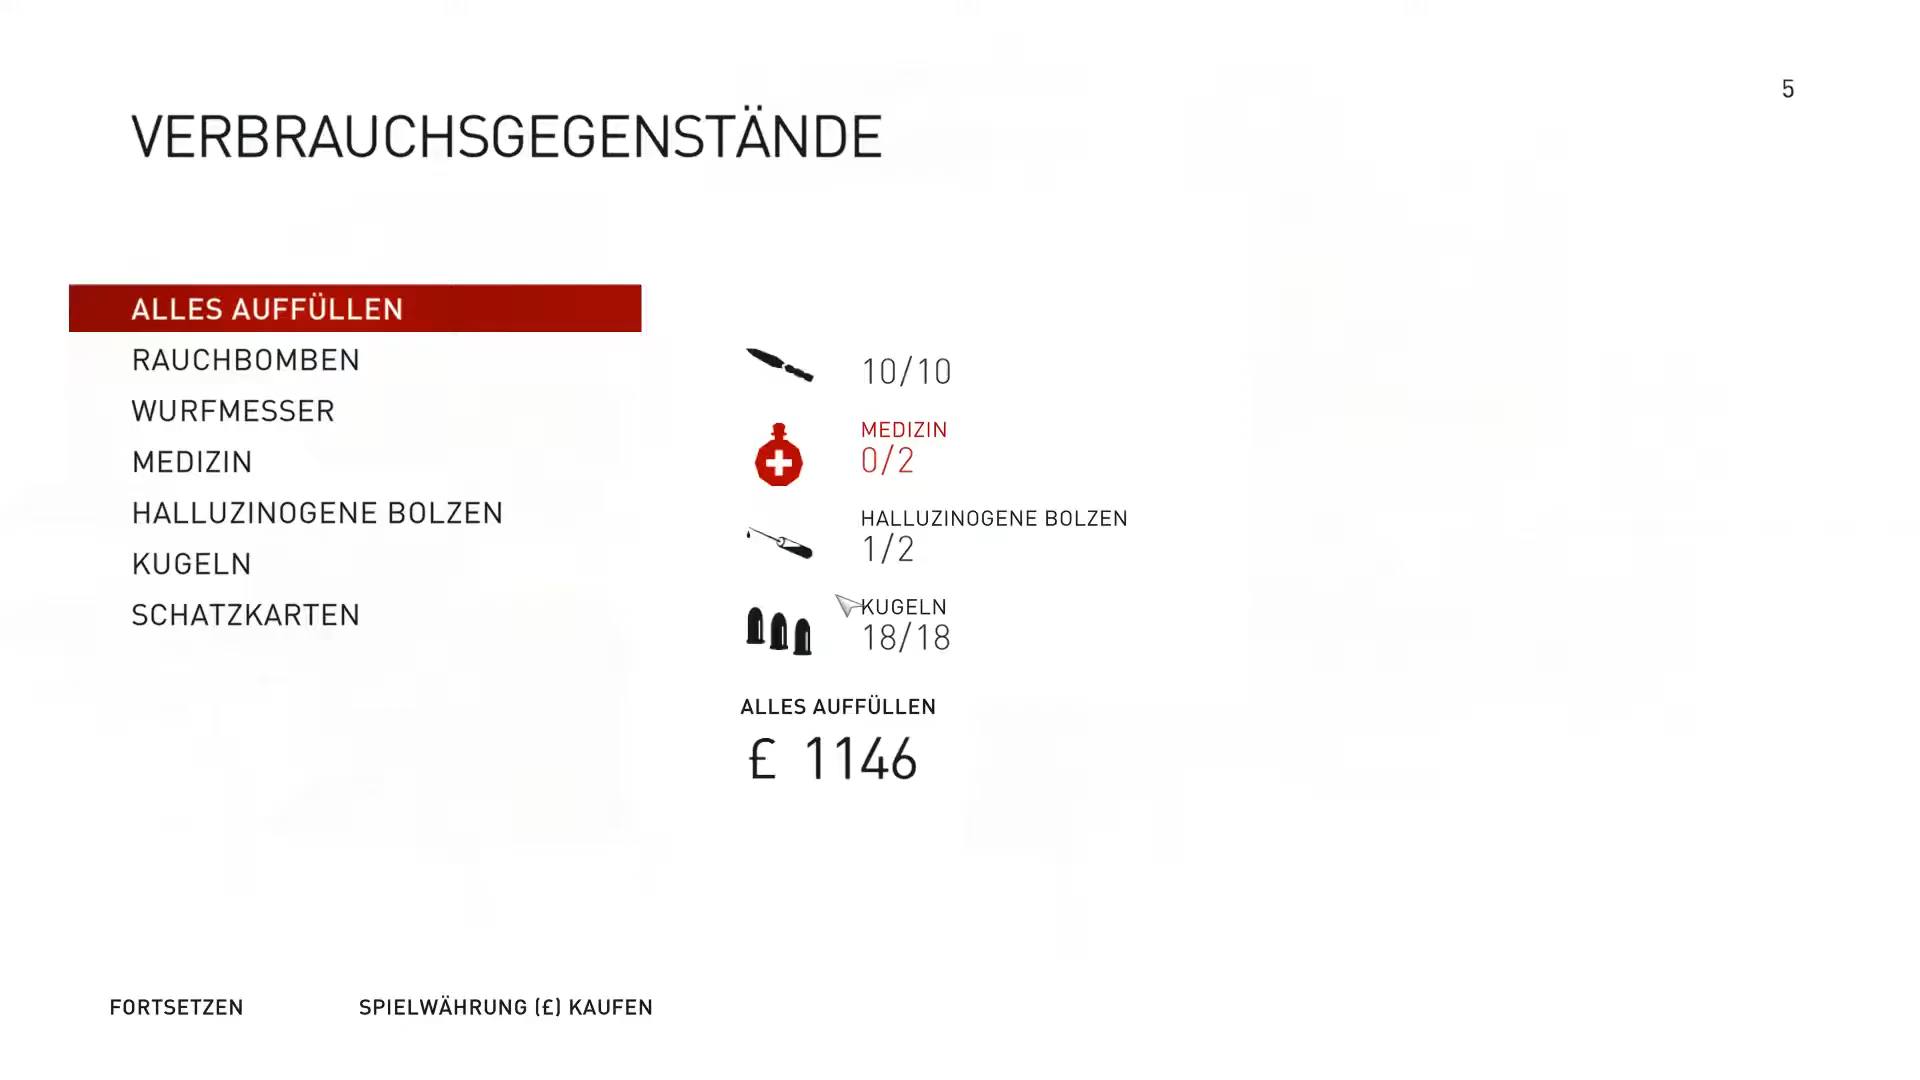 5
VERBRAUCHSGEGENSTÄNDE
ALLES AUFFÜLLEN
RAUCHBOMBEN
WURFMESSER
MEDIZIN
HALLUZINOGENE BOLZEN
KUGELN
SCHATZKARTEN
10/10
MEDIZIN
0/2
HALLUZINOGENE BOLZEN
1/2
KUGELN
18/18
ALLES AUFFÜLLEN
£ 1146
FORTSETZEN
SPIELWÄHRUNG (£) KAUFEN